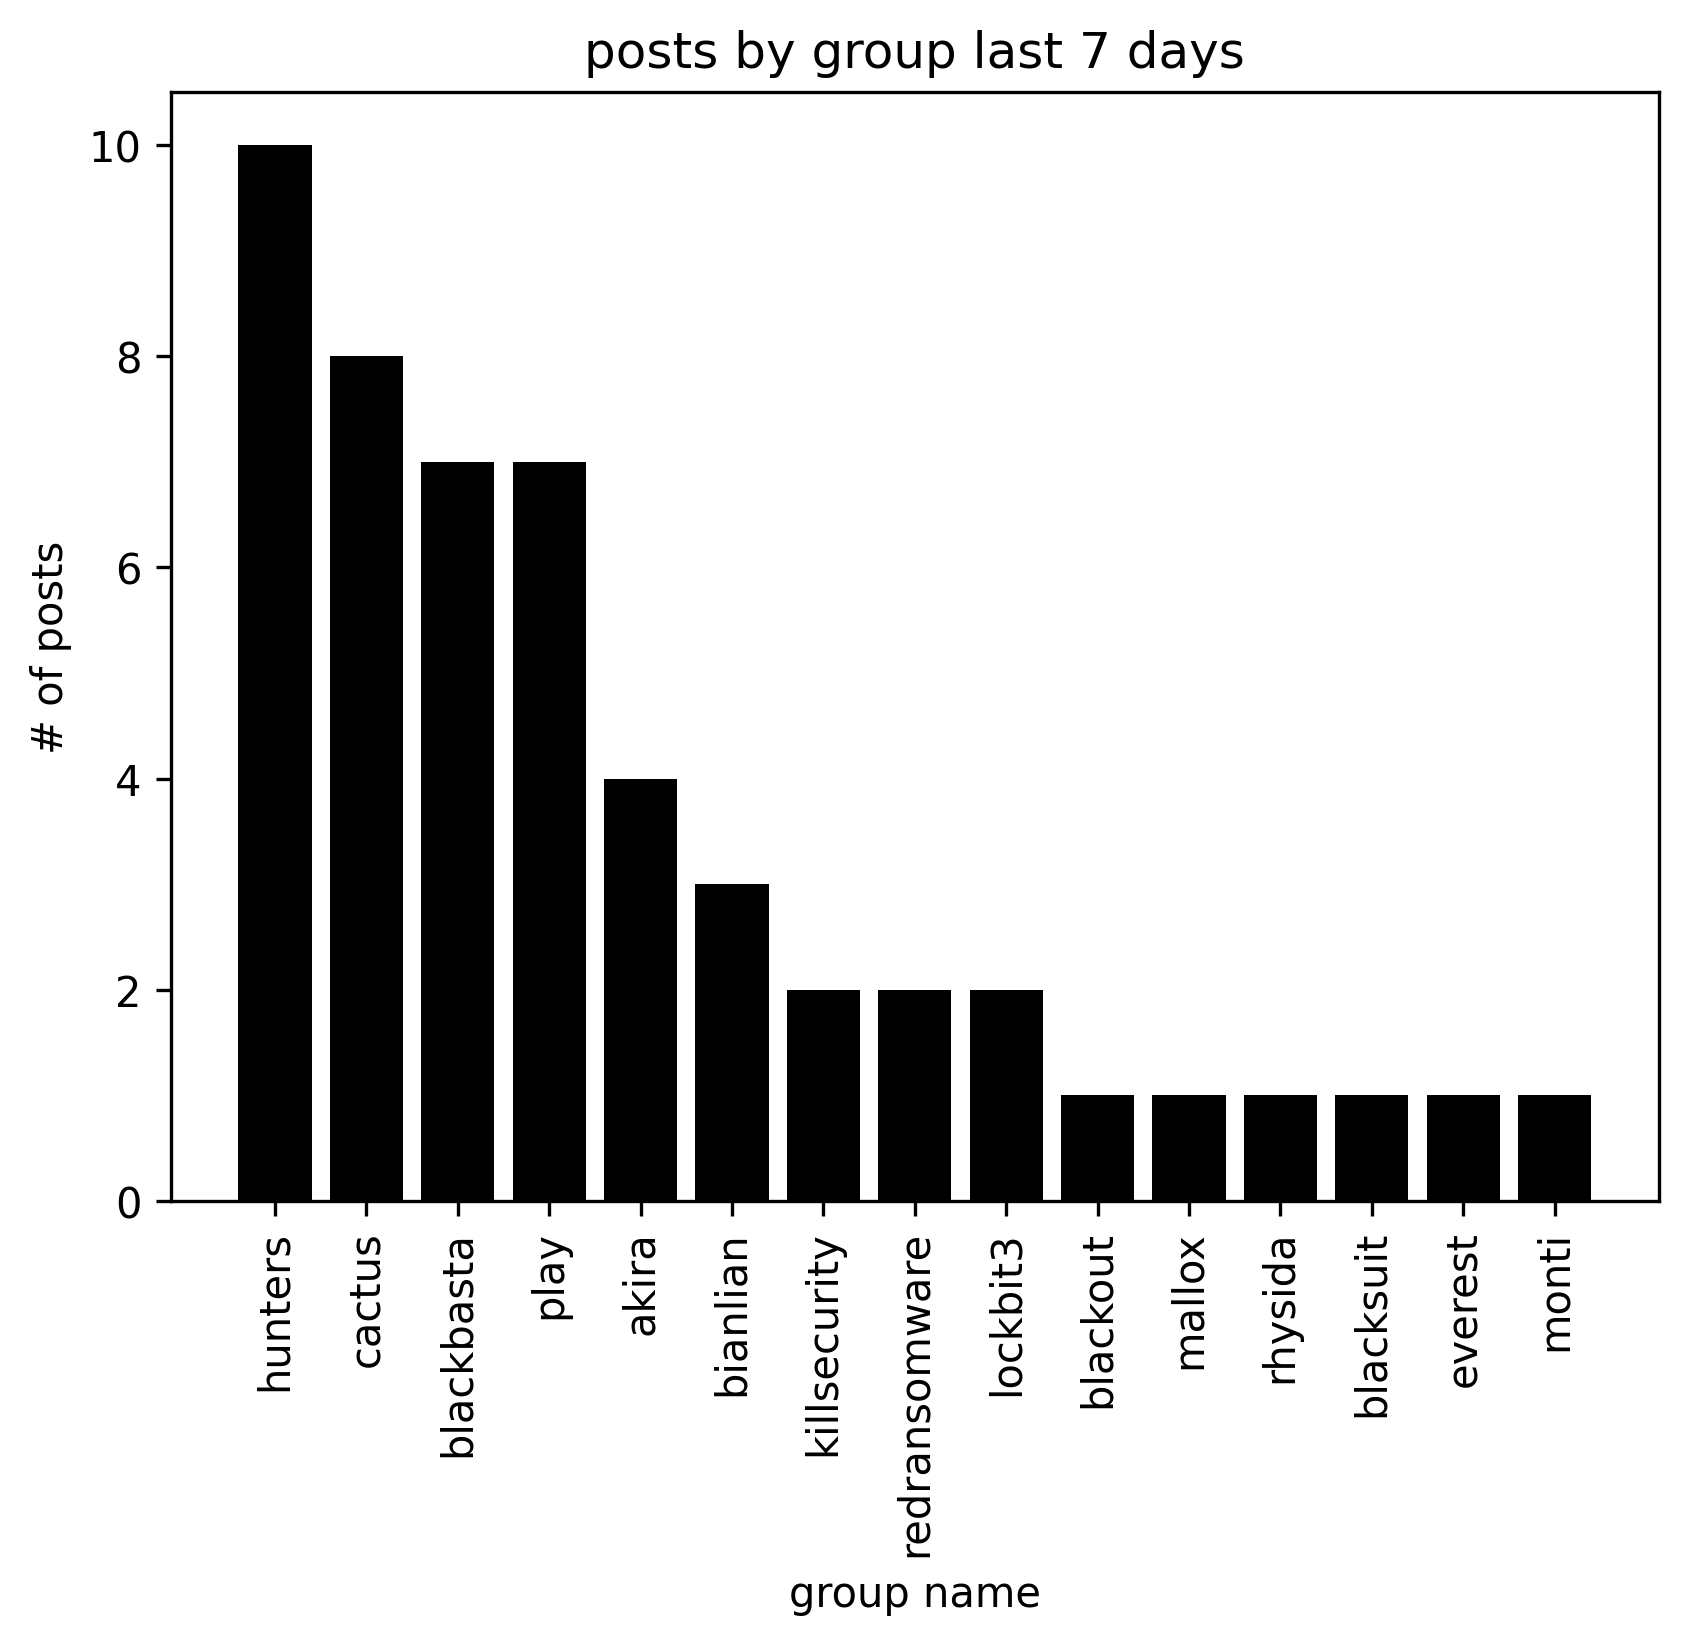 posts by group last 7 days
# of posts
10
8
6
4
2
0
hunters
cactus
blackbasta
play
akira
bianlian
killsecurity
redransomware
lockbit3
blackout
mallox
rhysida
blacksuit
everest
monti
group name